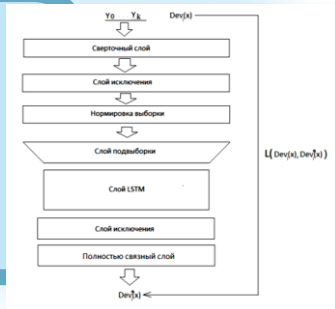 Y₀ Yₖ Dev(x)
Сверточный слой
Слой исключения
Нормировка выборки
Слой подвыборки
L( Dev(x), Dev*(x) )
Слой LSTM
Слой исключения
Полностью связный слой
Dev*(x)